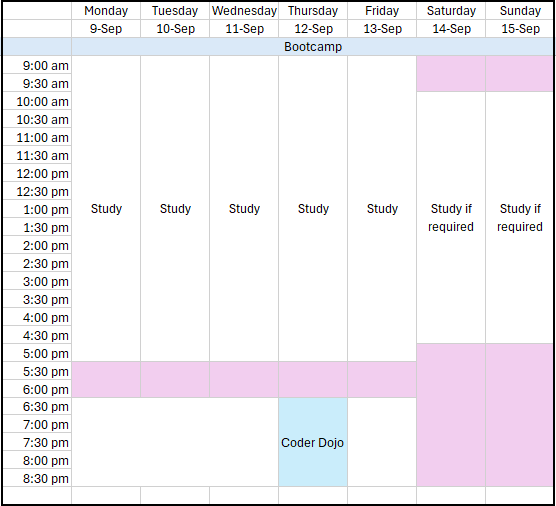 Monday Tuesday Wednesday Thursday Friday Saturday Sunday
9-Sep 10-Sep 11-Sep 12-Sep 13-Sep 14-Sep 15-Sep
Bootcamp
9:00 am
9:30 am
10:00 am
10:30 am
11:00 am
11:30 am
12:00 pm
12:30 pm
1:00 pm Study Study Study Study Study Study if Study if
1:30 pm required required
2:00 pm
2:30 pm
3:00 pm
3:30 pm
4:00 pm
4:30 pm
5:00 pm
5:30 pm
6:00 pm
6:30 pm
7:00 pm
7:30 pm Coder Dojo
8:00 pm
8:30 pm